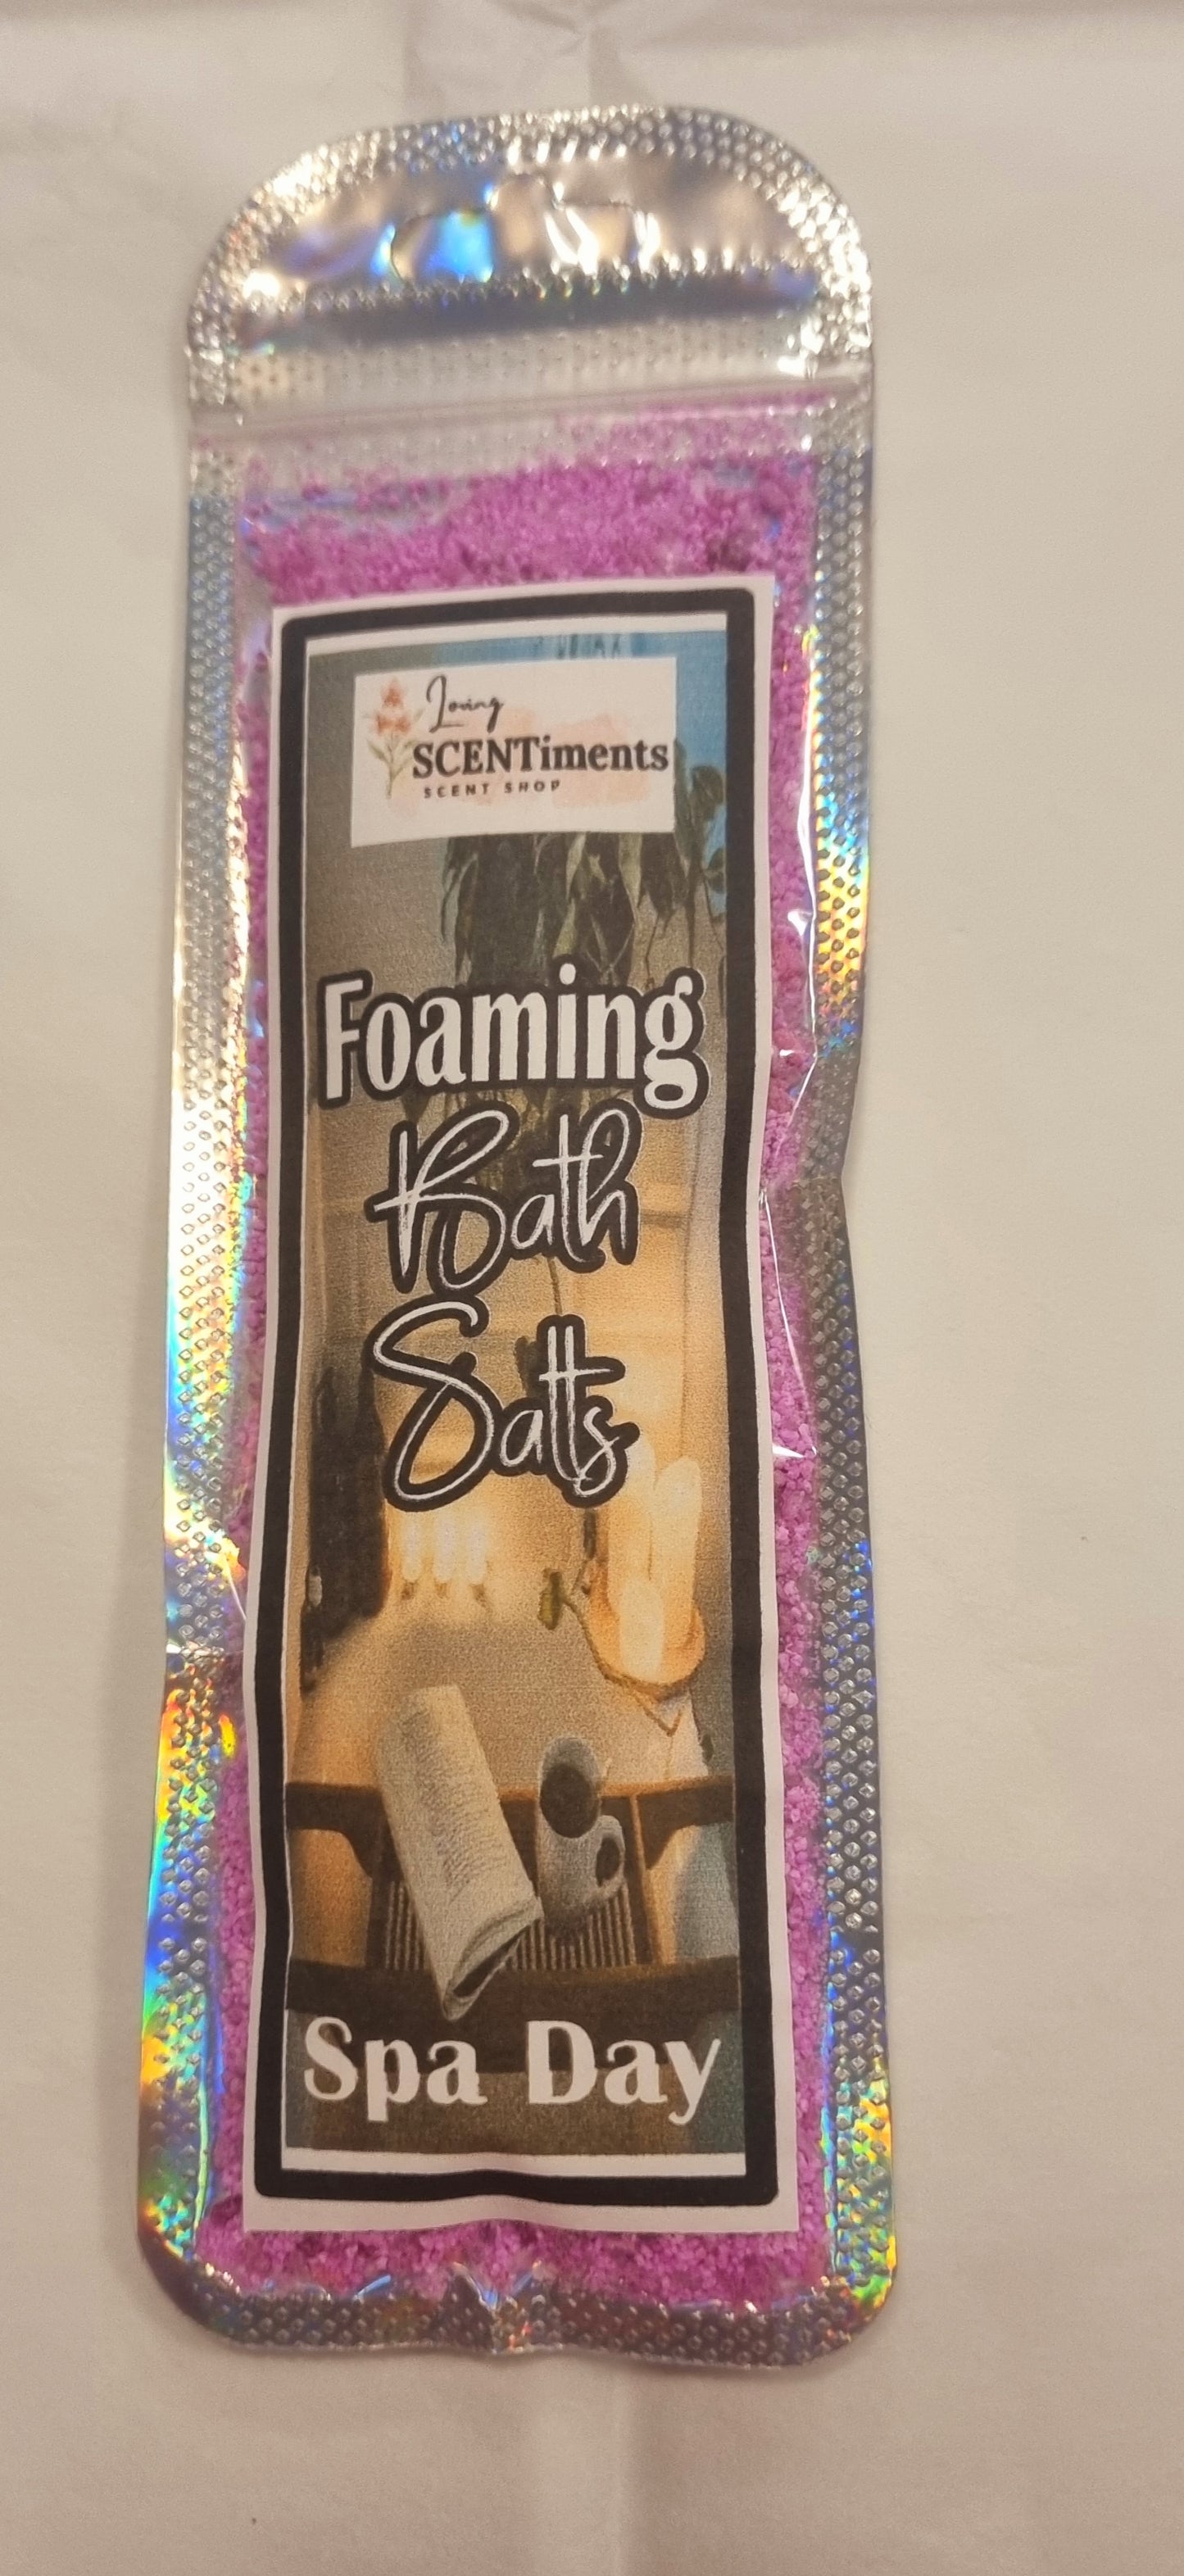 Loving
SCENTiments
SCENT SHOP
Foaming
Bath
Salts
Spa Day